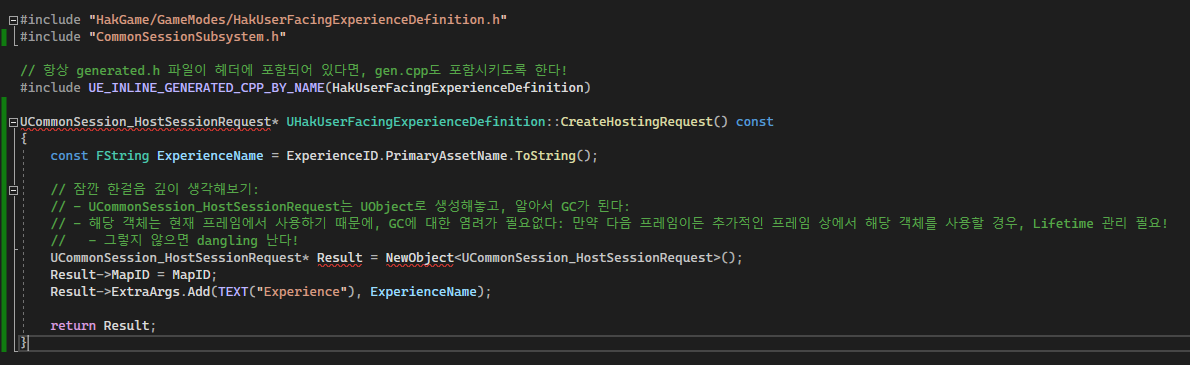 #include "HakGame/GameModes/HakUserFacingExperienceDefinition.h"
#include "CommonSessionSubsystem.h"
// 항상 generated.h 파일이 헤더에 포함되어 있다면, gen.cpp도 포함시키도록 한다!
#include UE_INLINE_GENERATED_CPP_BY_NAME(HakUserFacingExperienceDefinition)
UCommonSession_HostSessionRequest* UHakUserFacingExperienceDefinition::CreateHostingRequest() const
{
const FString ExperienceName = ExperienceID.PrimaryAssetName.ToString();
// 잠깐 한걸음 깊이 생각해보기:
// - UCommonSession_HostSessionRequest는 UObject로 생성해놓고, 알아서 GC가 된다:
// - 해당 객체는 현재 프레임에서 사용하기 때문에, GC에 대한 염려가 필요없다: 만약 다음 프레임이든 추가적인 프레임 상에서 해당 객체를 사용할 경우, Lifetime 관리 필요!
//   - 그렇지 않으면 dangling 난다!
UCommonSession_HostSessionRequest* Result = NewObject<UCommonSession_HostSessionRequest>();
Result->MapID = MapID;
Result->ExtraArgs.Add(TEXT("Experience"), ExperienceName);
return Result;
}